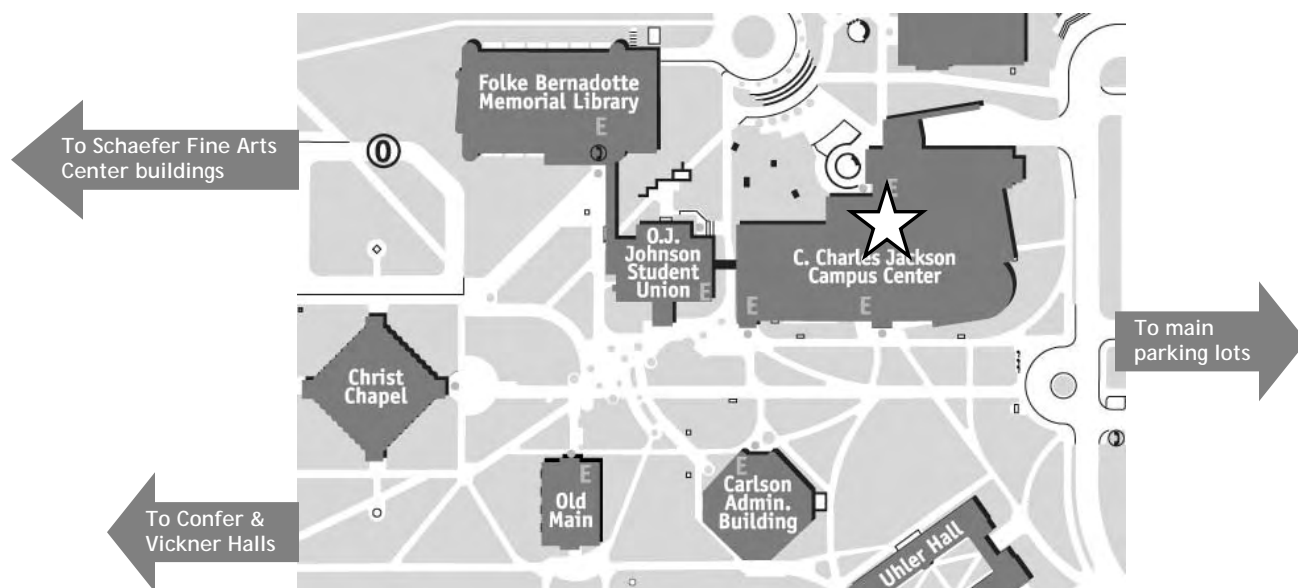 Folke Bernadotte
Memorial Library
E
To Schaefer Fine Arts
Center buildings
O
E
O.J.
Johnson
Student
Union
E
C. Charles Jackson
Campus Center
E
E
To main
parking lots
Christ
Chapel
E
Old
Main
E
Carlson
Admin.
Building
To Confer &
Vickner Halls
Uhler Hall